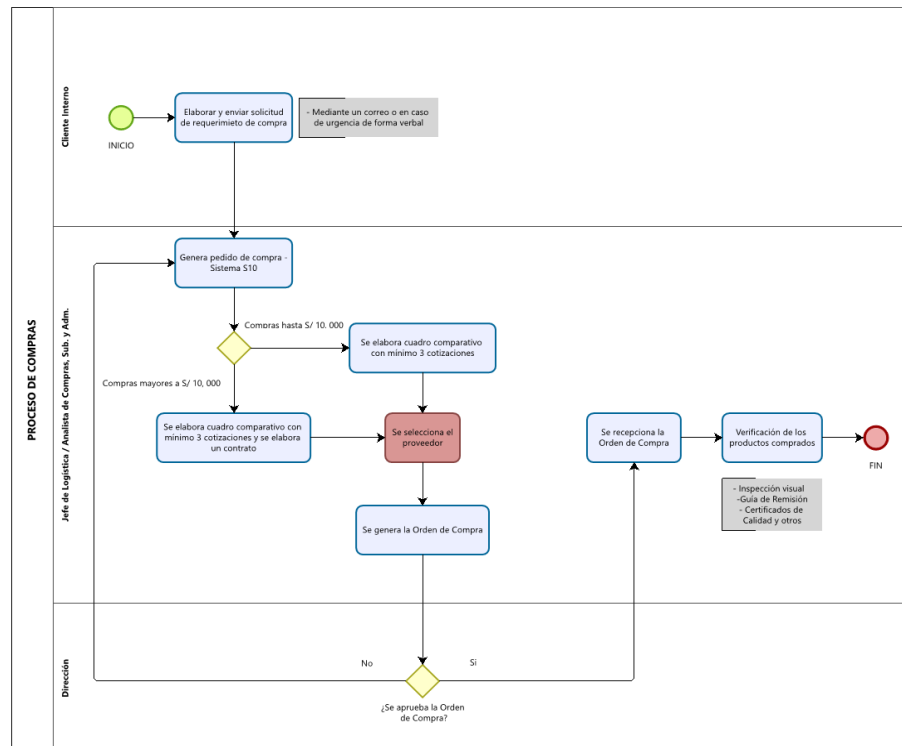 PROCESO DE COMPRAS
Cliente Interno
INICIO
Elaborar y enviar solicitud
de requerimieto de compra
- Mediante un correo o en caso
de urgencia de forma verbal
Jefe de Logística / Analista de Compras, Sub. y Adm.
Genera pedido de compra -
Sistema S10
Compras hasta S/ 10. 000
Se elabora cuadro comparativo
con mínimo 3 cotizaciones
Compras mayores a S/ 10, 000
Se elabora cuadro comparativo con
mínimo 3 cotizaciones y se elabora
un contrato
Se selecciona el
proveedor
Se genera la Orden de Compra
Se recepciona la
Orden de Compra
Verificación de los
productos comprados
FIN
- Inspección visual
-Guía de Remisión
- Certificados de
Calidad y otros
Dirección
No
Si
¿Se aprueba la Orden
de Compra?